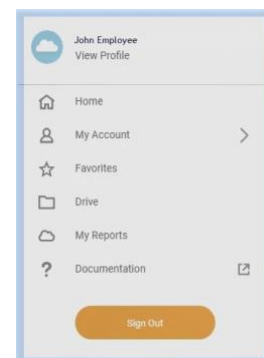 John Employee
View Profile
Home
My Account
Favorites
Drive
My Reports
Documentation
Sign Out